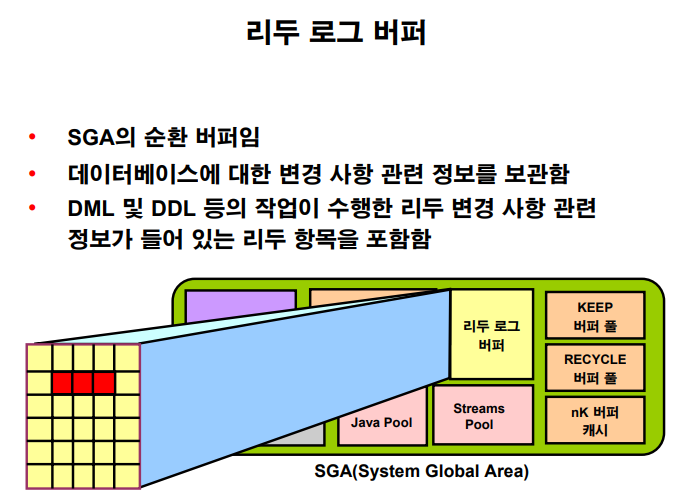 리두 로그 버퍼
• SGA의 순환 버퍼임
• 데이터베이스에 대한 변경 사항 관련 정보를 보관함
• DML 및 DDL 등의 작업이 수행한 리두 변경 사항 관련
정보가 들어 있는 리두 항목을 포함함
리두 로그
버퍼
KEEP
버퍼 풀
RECYCLE
버퍼 풀
Java Pool
Streams
Pool
nK 버퍼
캐시
SGA(System Global Area)